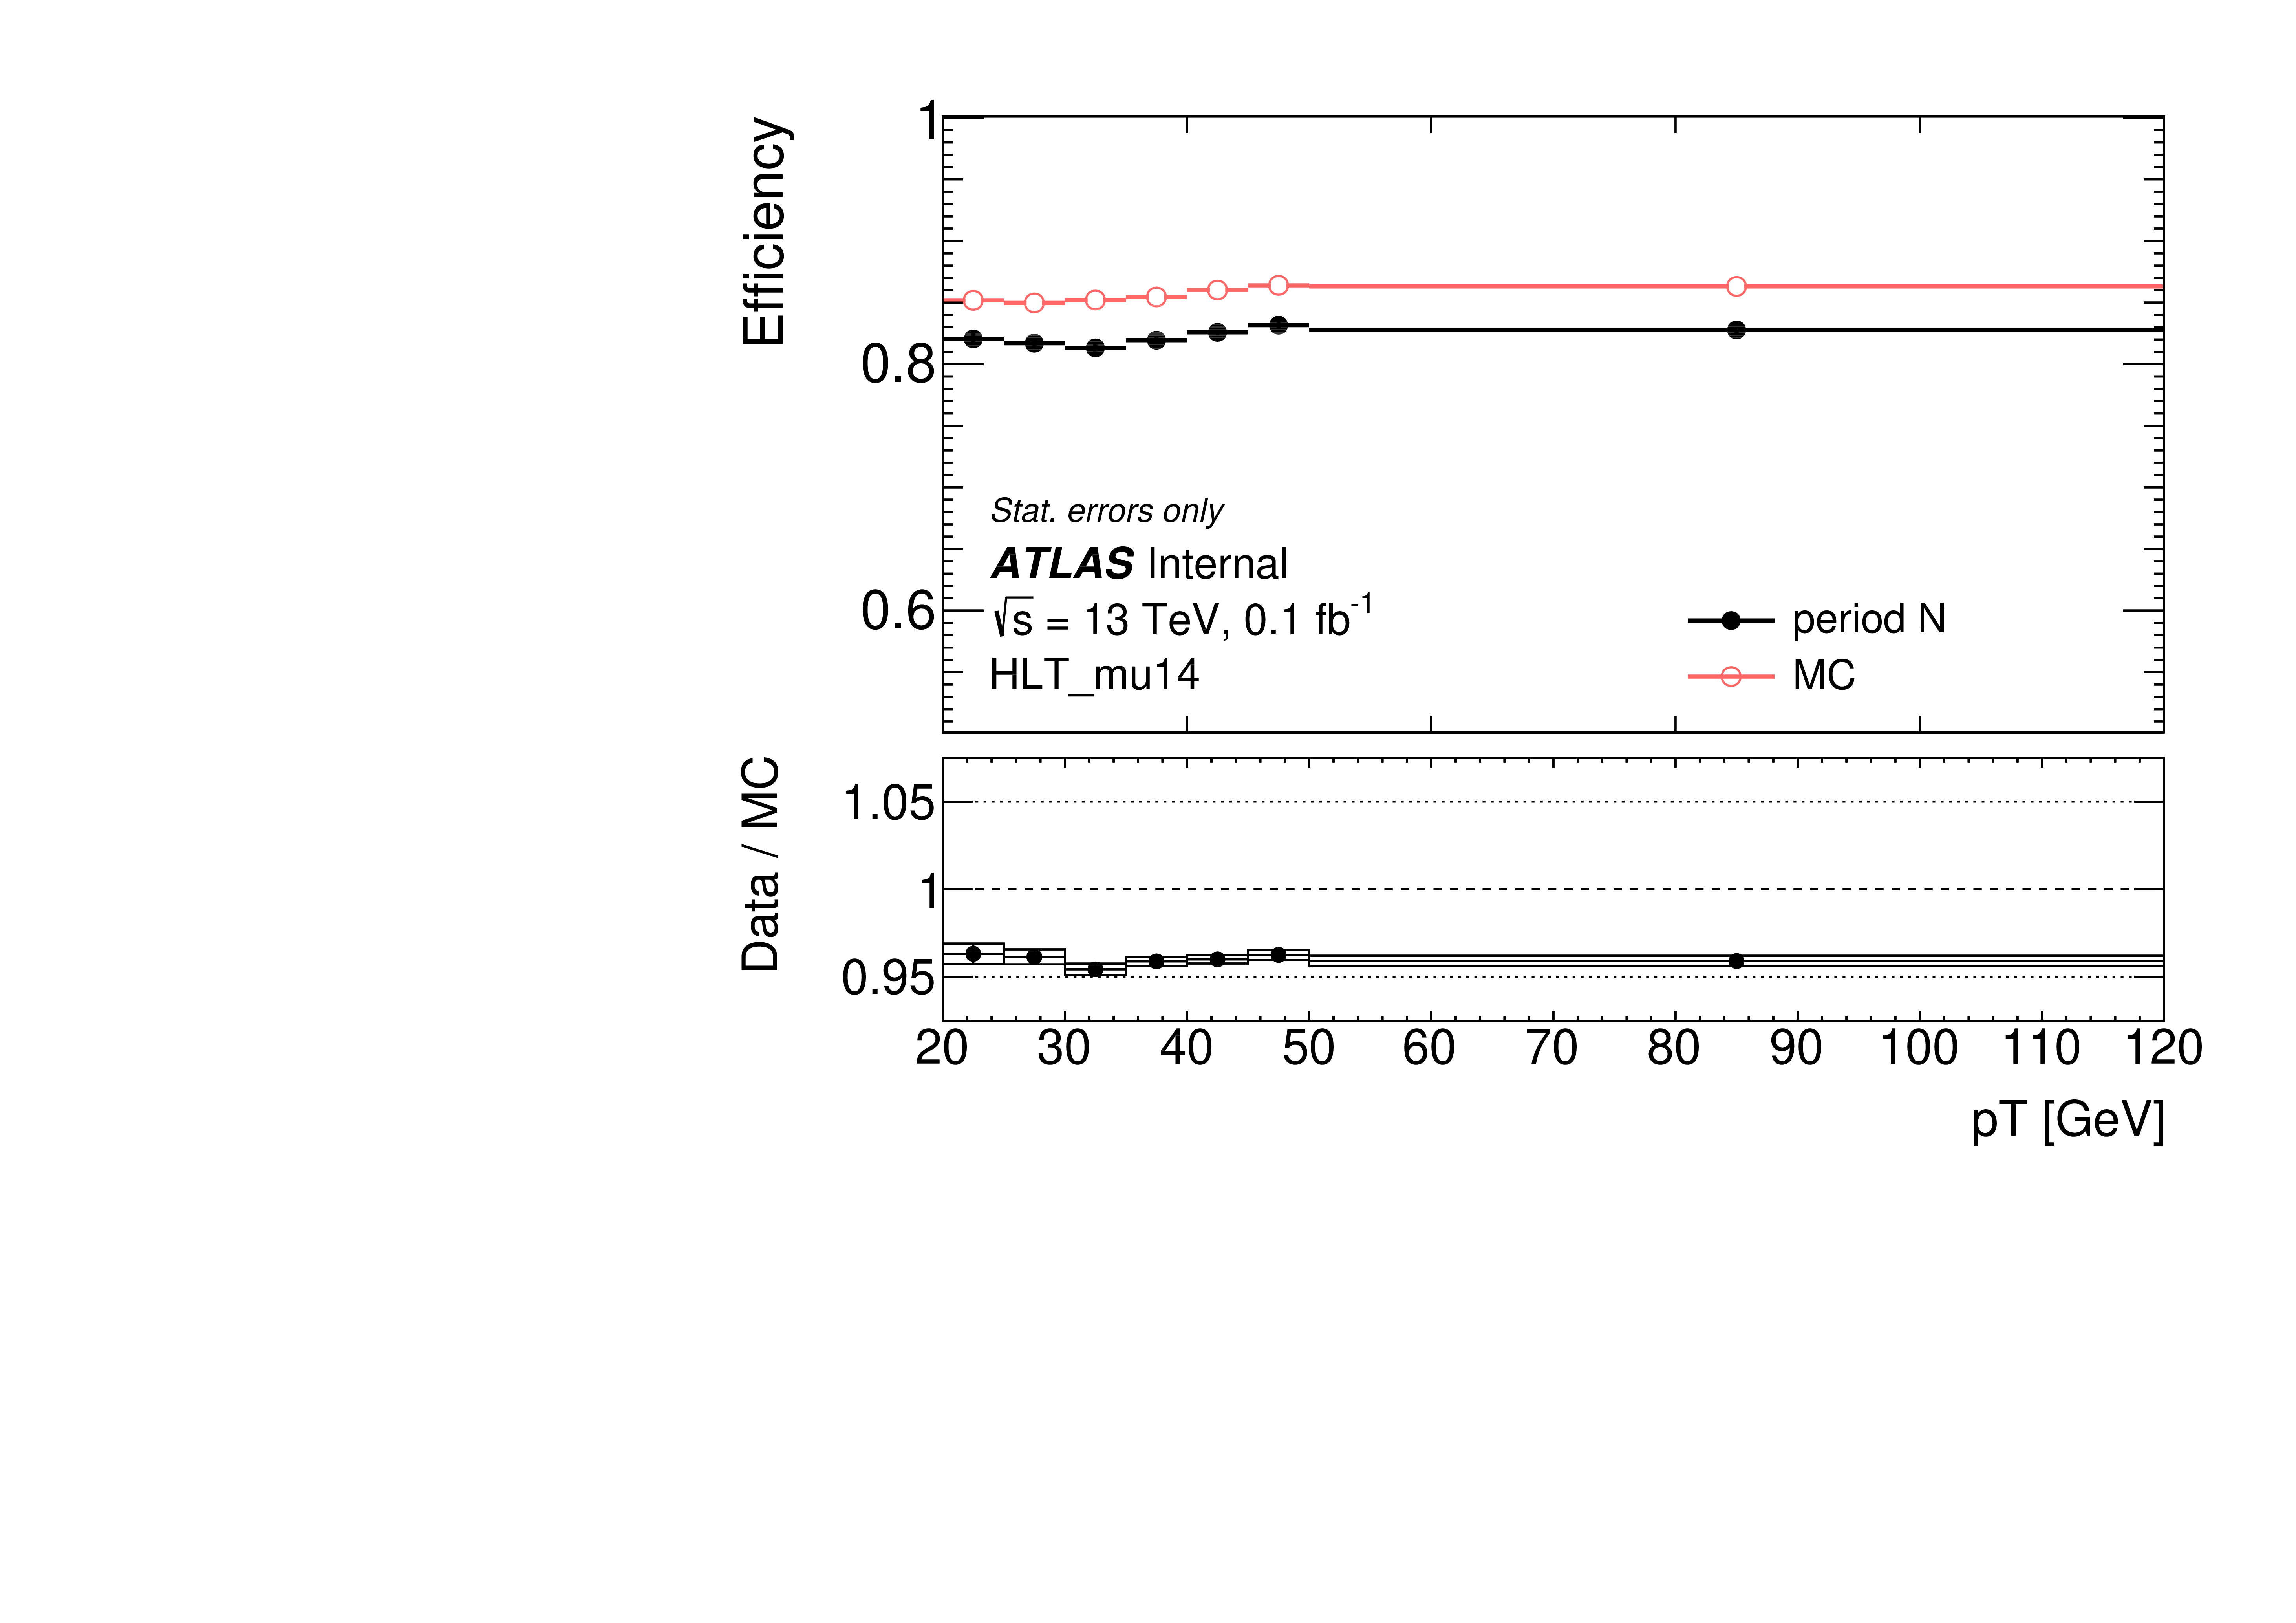 Efficiency
1
0.8
0.6
Stat. errors only
ATLAS Internal
√s = 13 TeV, 0.1 fb⁻¹
HLT_mu14
period N
MC
Data / MC
1.05
1
0.95
20 30 40 50 60 70 80 90 100 110 120
pT [GeV]